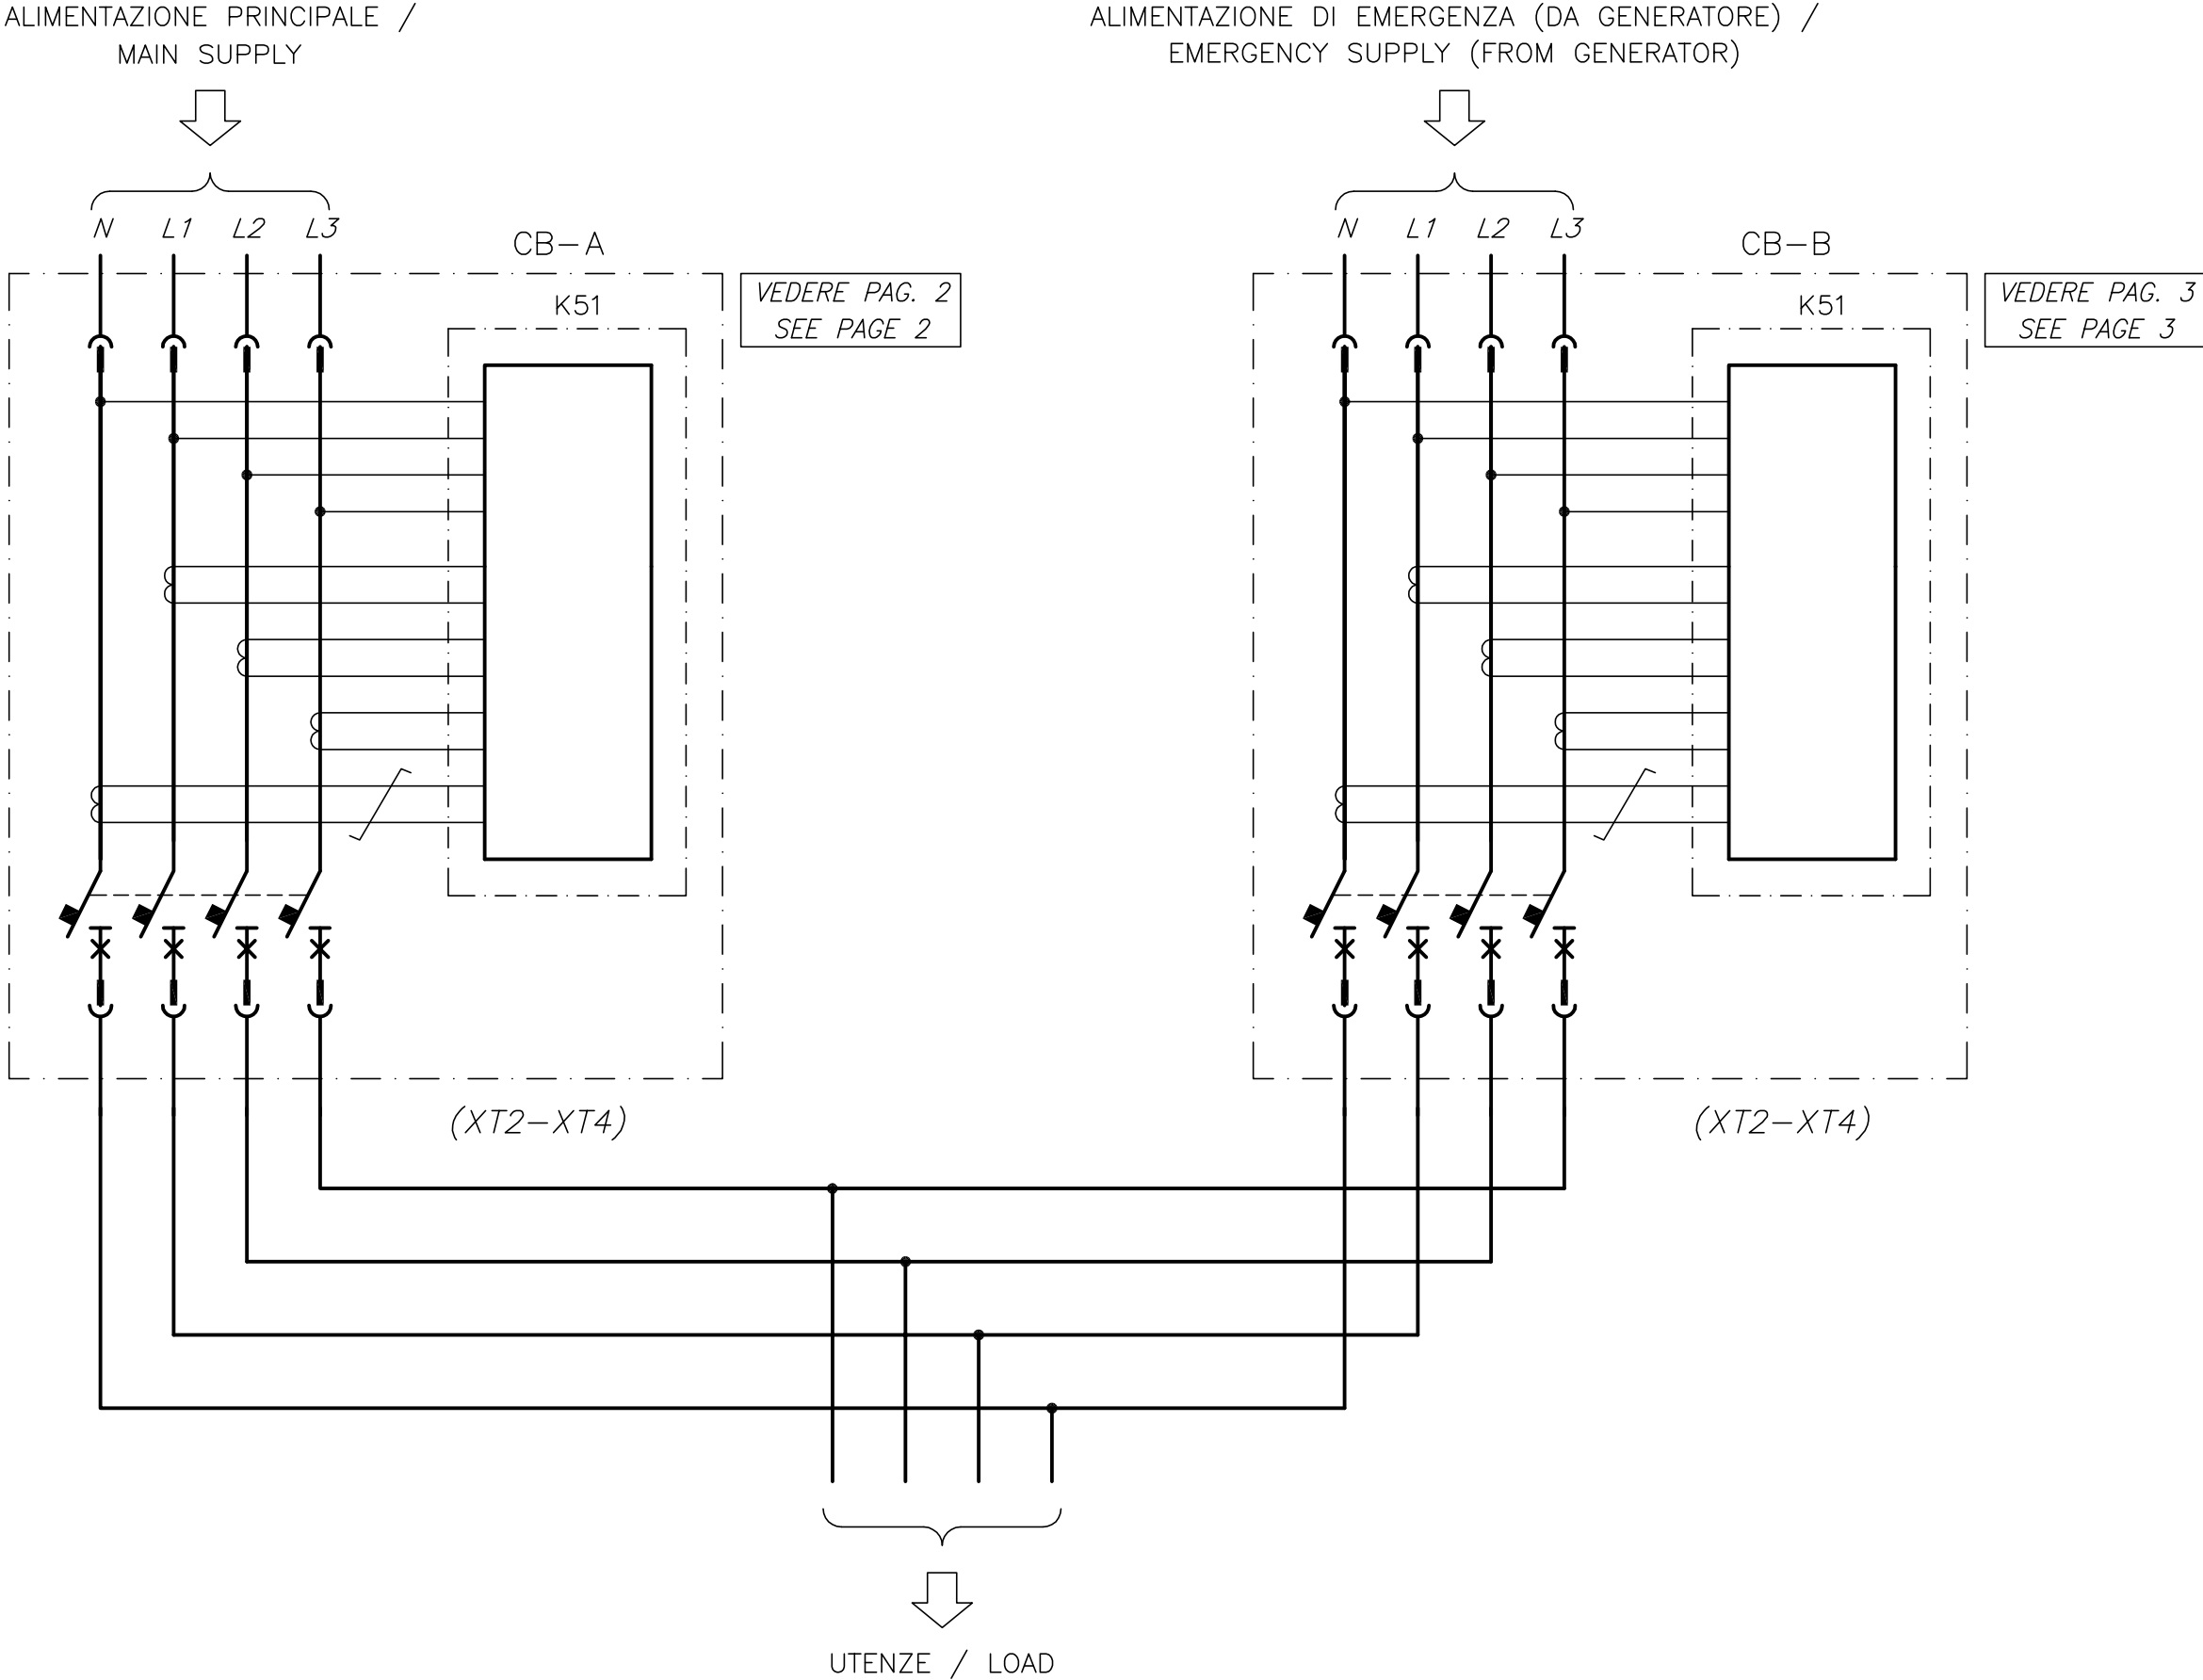 ALIMENTAZIONE PRINCIPALE /
MAIN SUPPLY
ALIMENTAZIONE DI EMERGENZA (DA GENERATORE) /
EMERGENCY SUPPLY (FROM GENERATOR)
N L1 L2 L3
CB-A
K51
VEDERE PAG. 2
SEE PAGE 2
N L1 L2 L3
CB-B
K51
VEDERE PAG. 3
SEE PAGE 3
(XT2-XT4)
(XT2-XT4)
UTENZE / LOAD